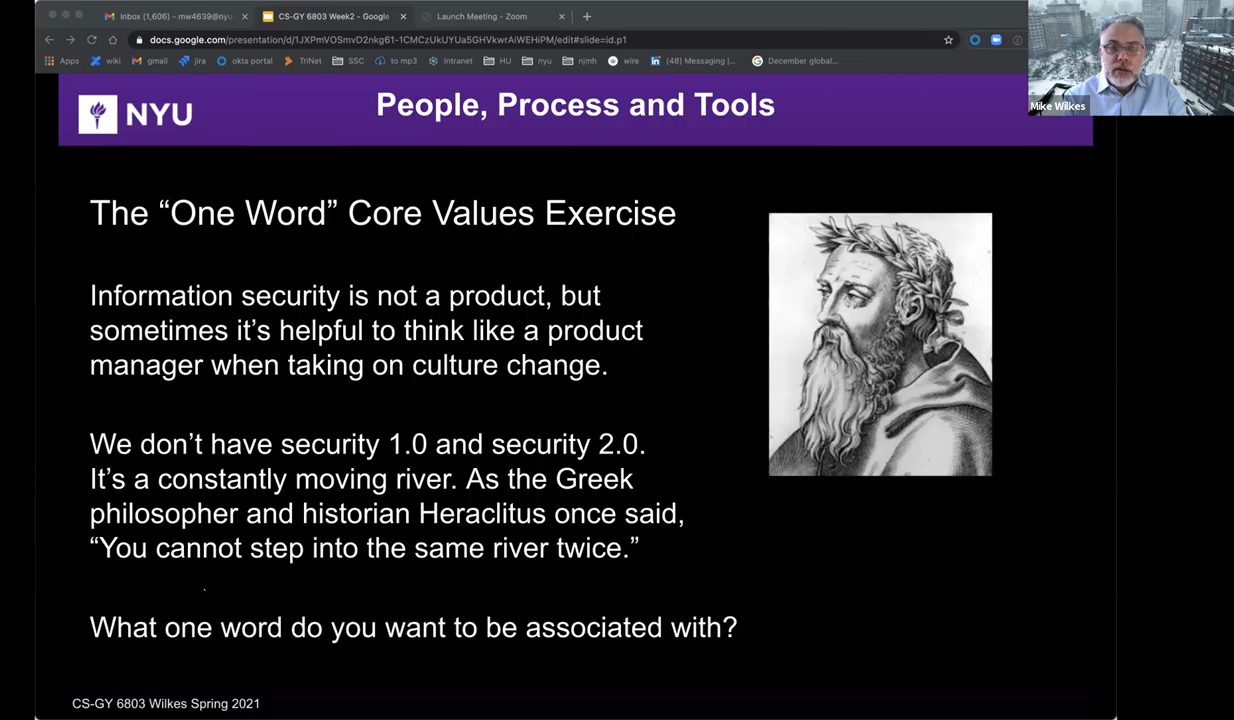 Inbox (1,606) - mw4639@nyu
CS-GY 6803 Week2 - Google
Launch Meeting - Zoom
docs.google.com/presentation/d/1JXPmVOSmvD2nkg61-1CMCzUkUYUa5GHVkwrAiWEHiPM/edit#slide=id.p1
Apps wiki gmail jira okta portal TriNet SSC to mp3 intranet HU nyu njmh wire (48) Messaging |... December global...
Mike Wilkes
NYU
People, Process and Tools
The “One Word” Core Values Exercise
Information security is not a product, but
sometimes it’s helpful to think like a product
manager when taking on culture change.
We don’t have security 1.0 and security 2.0.
It’s a constantly moving river. As the Greek
philosopher and historian Heraclitus once said,
“You cannot step into the same river twice.”
What one word do you want to be associated with?
CS-GY 6803 Wilkes Spring 2021